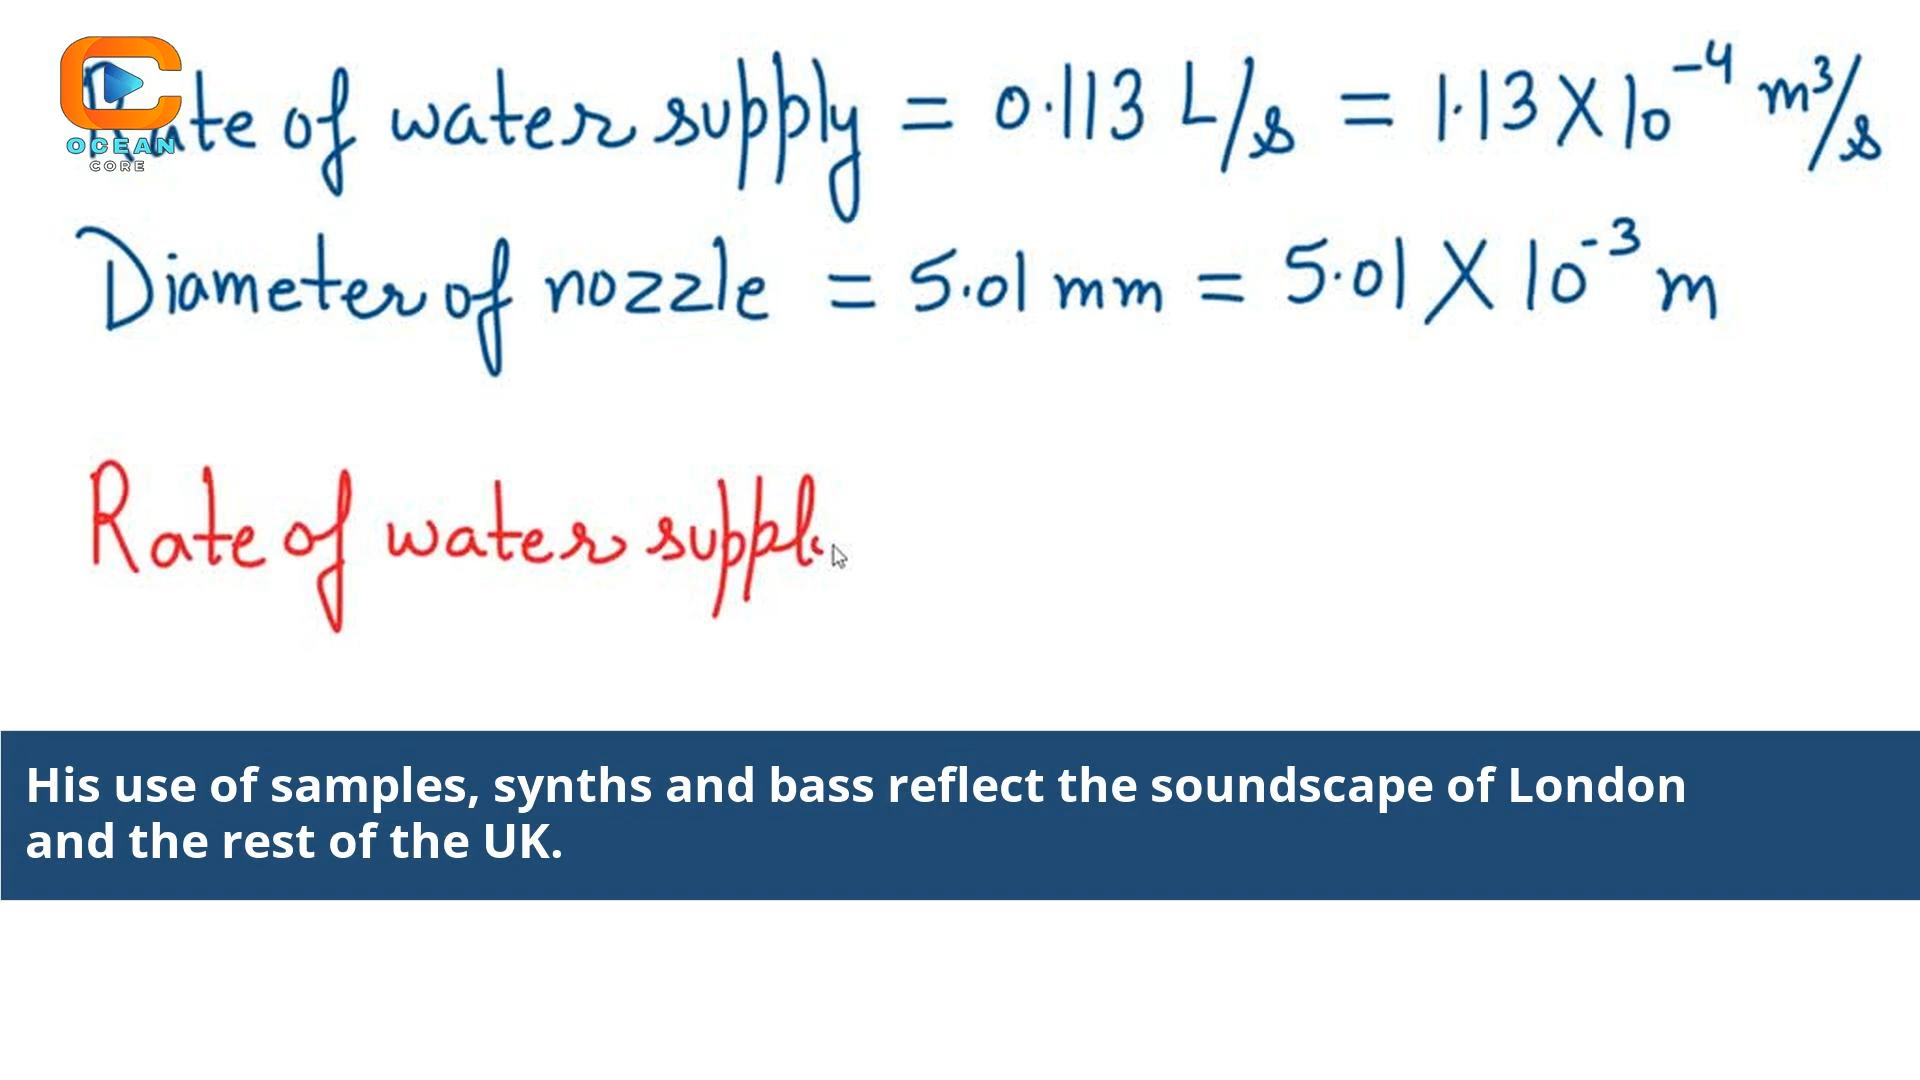 OCEAN
CORE
Rate of water supply = 0.113 L/s = 1.13 X 10⁻⁴ m³/s
Diameter of nozzle = 5.01 mm = 5.01 X 10⁻³ m
Rate of water suppl
His use of samples, synths and bass reflect the soundscape of London
and the rest of the UK.